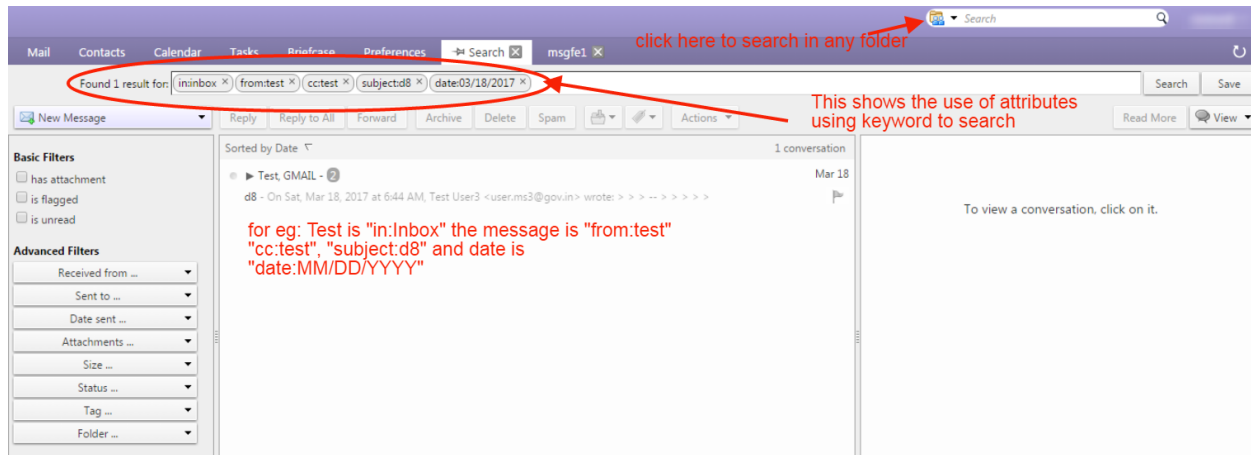 Search
Mail Contacts Calendar Tasks Briefcase Preferences Search msgfe1
click here to search in any folder
Found 1 result for: in:inbox × from:test × cc:test × subject:d8 × date:03/18/2017 × Search Save
This shows the use of attributes
using keyword to search
New Message Reply Reply to All Forward Archive Delete Spam Actions Read More View
Basic Filters
has attachment
is flagged
is unread
Advanced Filters
Received from ...
Sent to ...
Date sent ...
Attachments ...
Size ...
Status ...
Tag ...
Folder ...
Sorted by Date 1 conversation
Test, GMAIL - 2 Mar 18
d8 - On Sat, Mar 18, 2017 at 6:44 AM, Test User3 <user.ms3@gov.in> wrote: > > > -- > > > > >
for eg: Test is "in:Inbox" the message is "from:test"
"cc:test", "subject:d8" and date is
"date:MM/DD/YYYY"
To view a conversation, click on it.